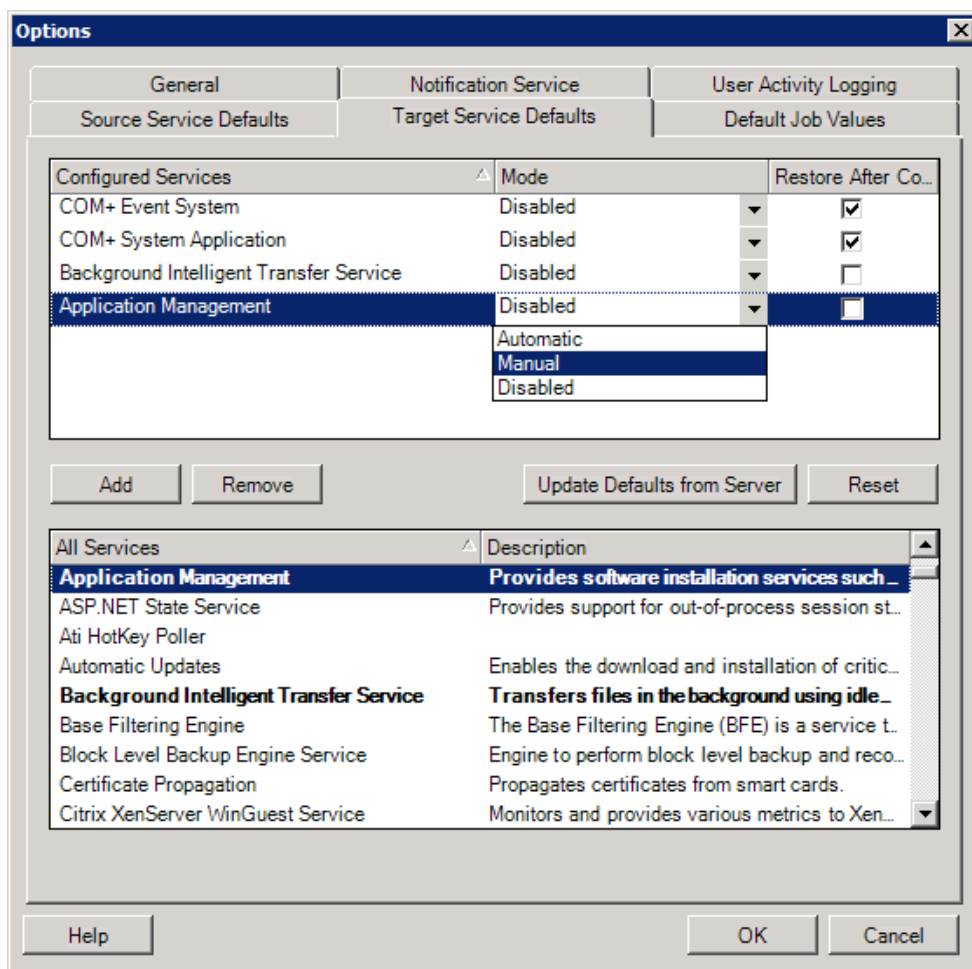 Options
General Notification Service User Activity Logging
Source Service Defaults Target Service Defaults Default Job Values
Configured Services Mode Restore After Co...
COM+ Event System Disabled
COM+ System Application Disabled
Background Intelligent Transfer Service Disabled
Application Management Disabled
Automatic
Manual
Disabled
Add Remove Update Defaults from Server Reset
All Services Description
Application Management Provides software installation services such ...
ASP.NET State Service Provides support for out-of-process session st...
Ati HotKey Poller
Automatic Updates Enables the download and installation of critic...
Background Intelligent Transfer Service Transfers files in the background using idle...
Base Filtering Engine The Base Filtering Engine (BFE) is a service t...
Block Level Backup Engine Service Engine to perform block level backup and reco...
Certificate Propagation Propagates certificates from smart cards.
Citrix XenServer WinGuest Service Monitors and provides various metrics to Xen...
Help OK Cancel